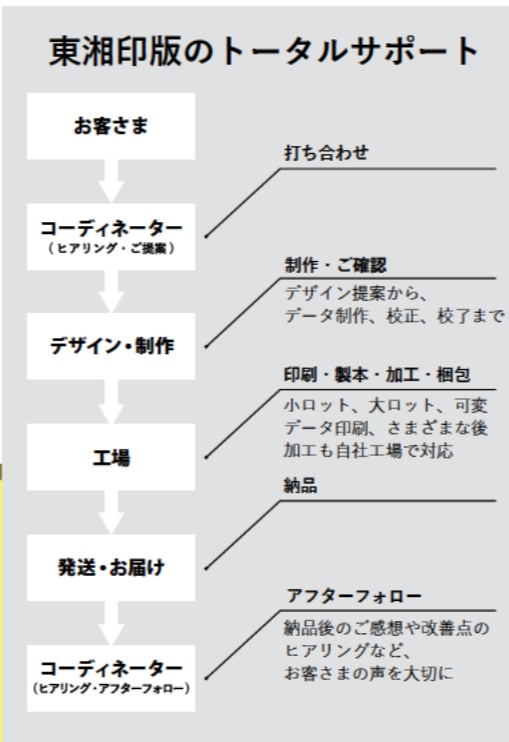 東湘印版のトータルサポート
お客さま
打ち合わせ
コーディネーター
（ヒアリング・ご提案）
制作・ご確認
デザイン提案から、
データ制作、校正、校了まで
デザイン・制作
印刷・製本・加工・梱包
小ロット、大ロット、可変
データ印刷、さまざまな後
加工も自社工場で対応
工場
納品
発送・お届け
アフターフォロー
納品後のご感想や改善点の
ヒアリングなど、
お客さまの声を大切に
コーディネーター
（ヒアリング・アフターフォロー）